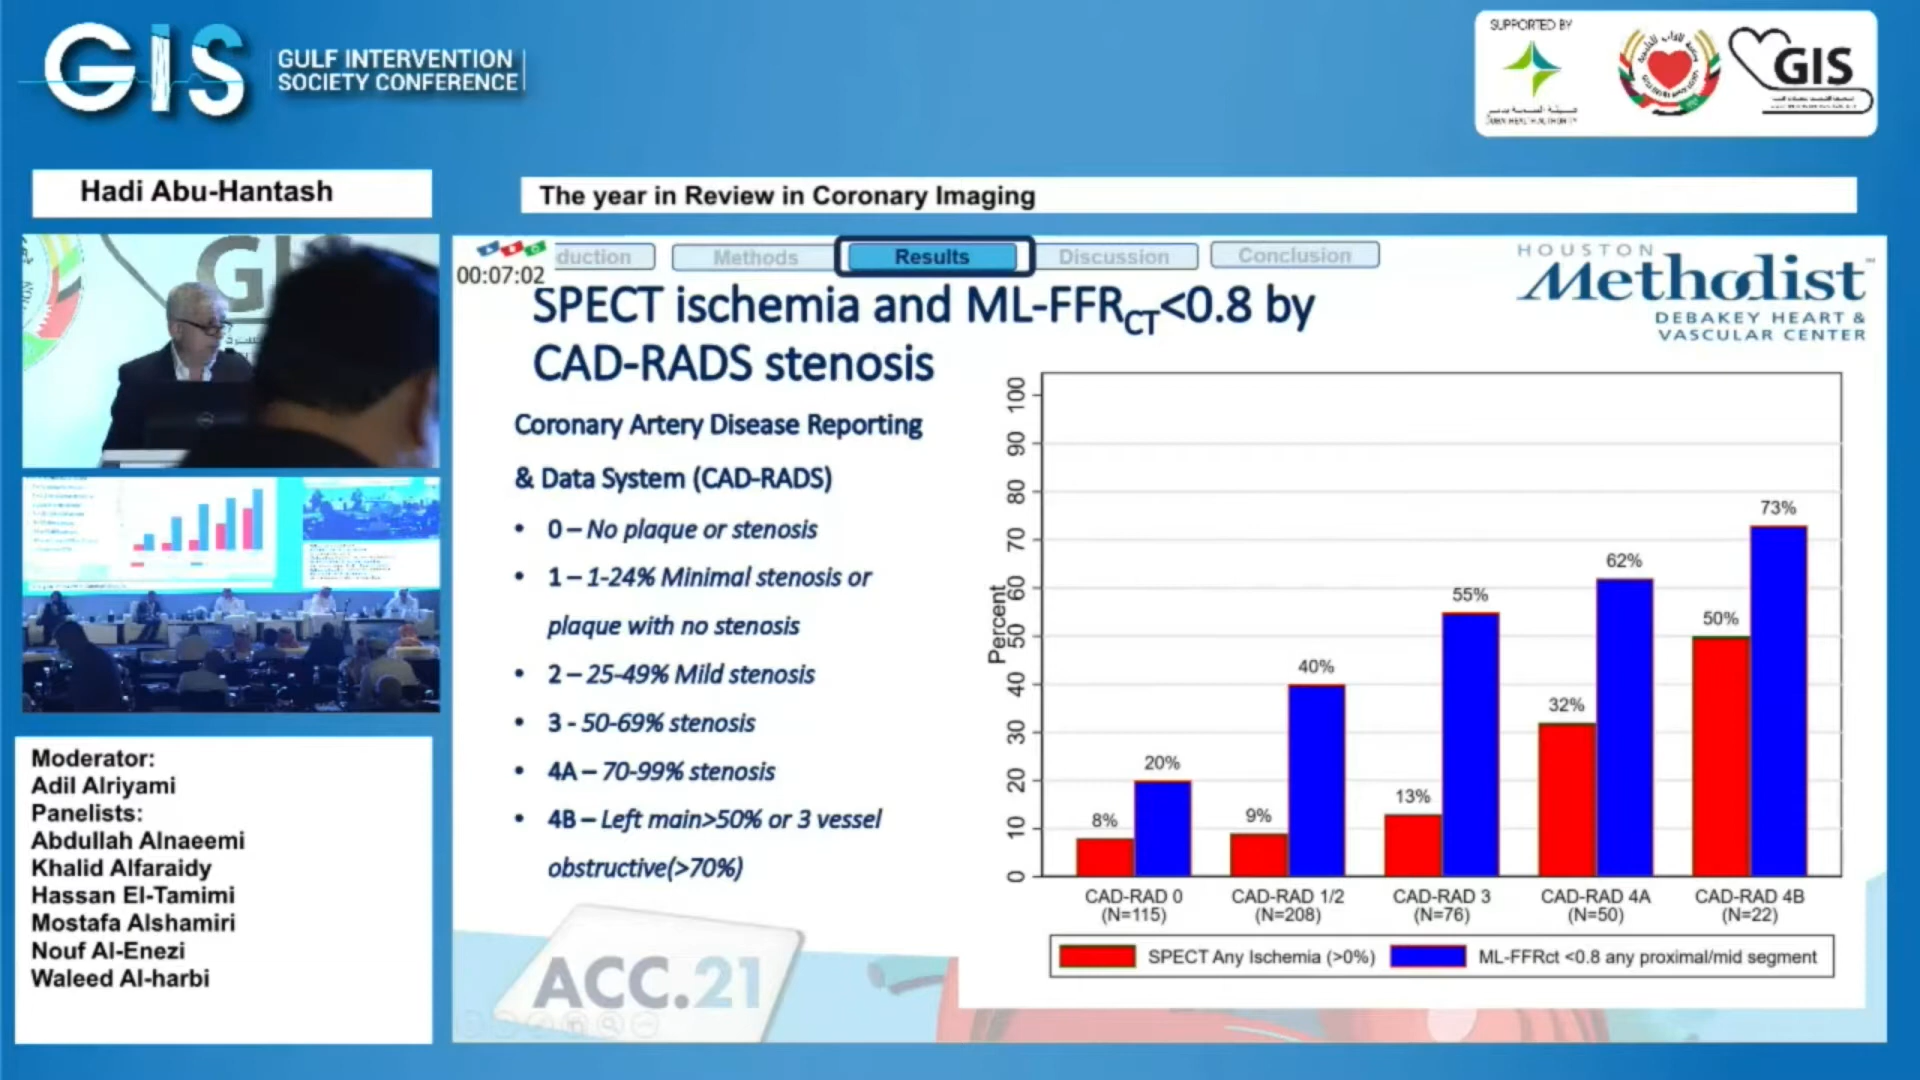 GIS
GULF INTERVENTION
SOCIETY CONFERENCE
SUPPORTED BY
DUBAI HEALTH AUTHORITY
GIS
Hadi Abu-Hantash
The year in Review in Coronary Imaging
00:07:02
duction
Methods
Results
Discussion
Conclusion
HOUSTON
Methodist
DEBAKEY HEART &
VASCULAR CENTER
SPECT ischemia and ML-FFRCT<0.8 by
CAD-RADS stenosis
Coronary Artery Disease Reporting
& Data System (CAD-RADS)
• 0 – No plaque or stenosis
• 1 – 1-24% Minimal stenosis or
plaque with no stenosis
• 2 – 25-49% Mild stenosis
• 3 - 50-69% stenosis
• 4A – 70-99% stenosis
• 4B – Left main>50% or 3 vessel
obstructive(>70%)
ACC.21
Percent
100
90
80
70
60
50
40
30
20
10
0
8%
20%
9%
40%
13%
55%
32%
62%
50%
73%
CAD-RAD 0
(N=115)
CAD-RAD 1/2
(N=208)
CAD-RAD 3
(N=76)
CAD-RAD 4A
(N=50)
CAD-RAD 4B
(N=22)
SPECT Any Ischemia (>0%)
ML-FFRct <0.8 any proximal/mid segment
Moderator:
Adil Alriyami
Panelists:
Abdullah Alnaeemi
Khalid Alfaraidy
Hassan El-Tamimi
Mostafa Alshamiri
Nouf Al-Enezi
Waleed Al-harbi